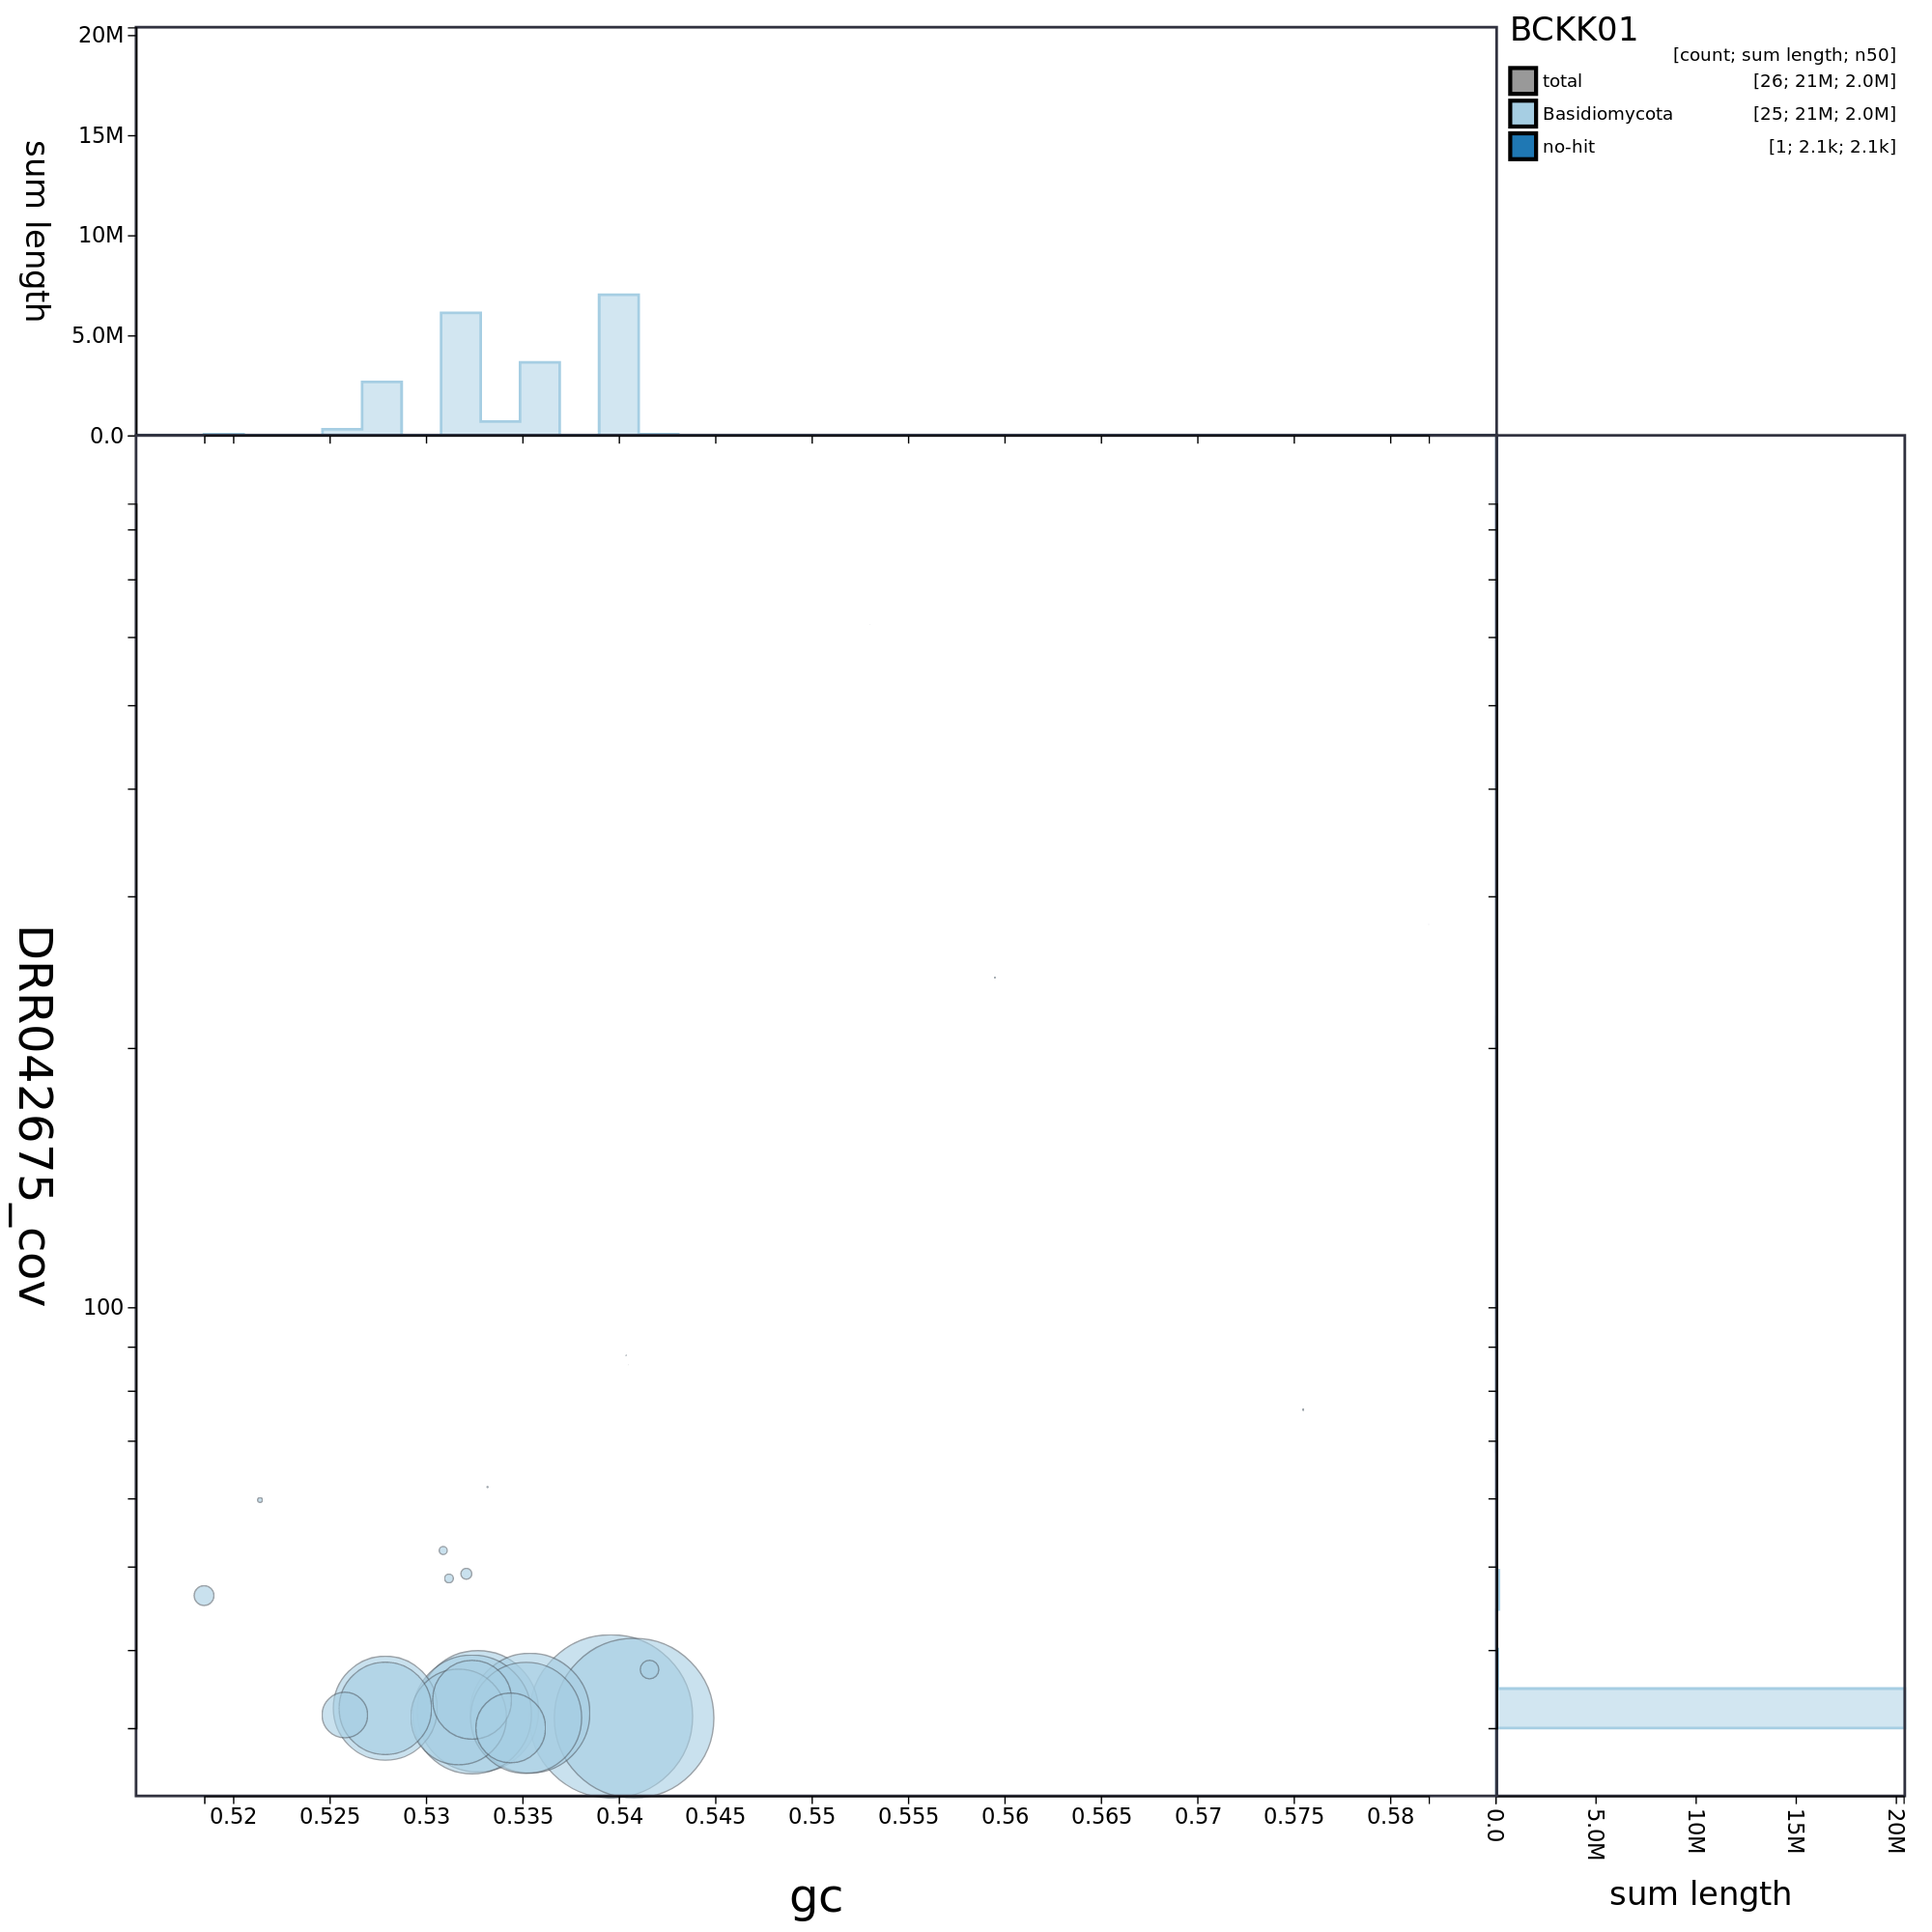 BCKK01
[count; sum length; n50]
total [26; 21M; 2.0M]
Basidiomycota [25; 21M; 2.0M]
no-hit [1; 2.1k; 2.1k]
sum length
20M
15M
10M
5.0M
0.0
DRR042675_cov
100
0.52 0.525 0.53 0.535 0.54 0.545 0.55 0.555 0.56 0.565 0.57 0.575 0.58
gc
0.0 5.0M 10M 15M 20M
sum length